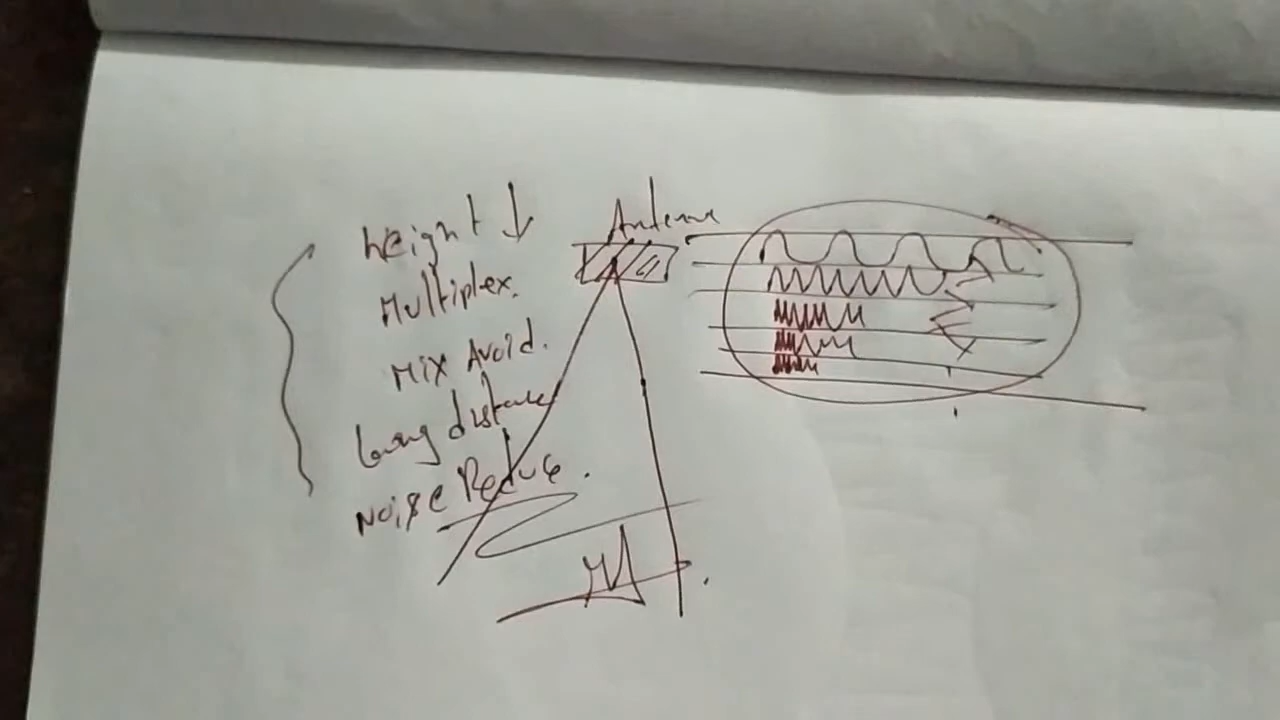 height ↓
Antenna
Multiplex.
Mix Avoid.
Long distance
Noise Reduce.